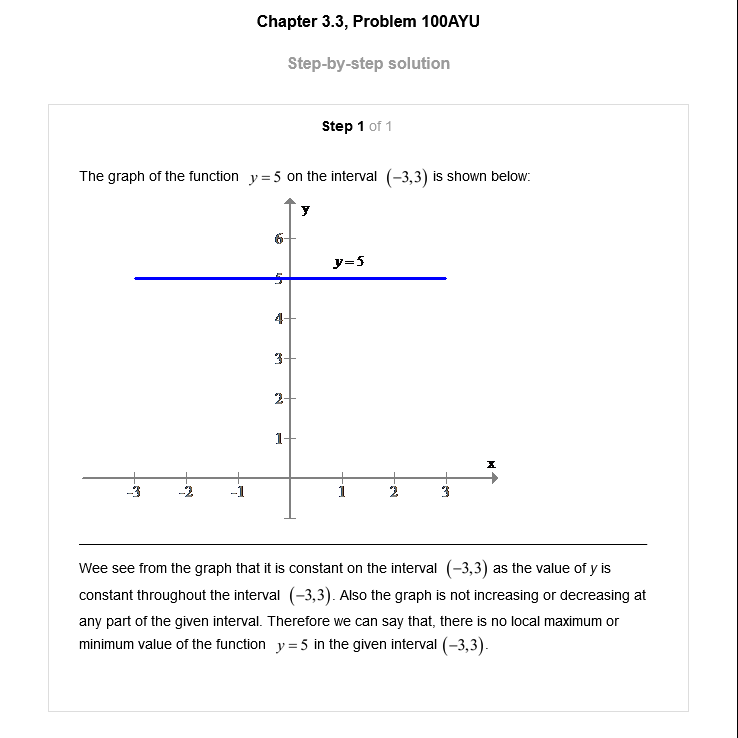 Chapter 3.3, Problem 100AYU
Step-by-step solution
Step 1 of 1
The graph of the function y = 5 on the interval (−3,3) is shown below:
y
6
y=5
5
4
3
2
1
x
-3 -2 -1 1 2 3
Wee see from the graph that it is constant on the interval (−3,3) as the value of y is
constant throughout the interval (−3,3). Also the graph is not increasing or decreasing at
any part of the given interval. Therefore we can say that, there is no local maximum or
minimum value of the function y = 5 in the given interval (−3,3).